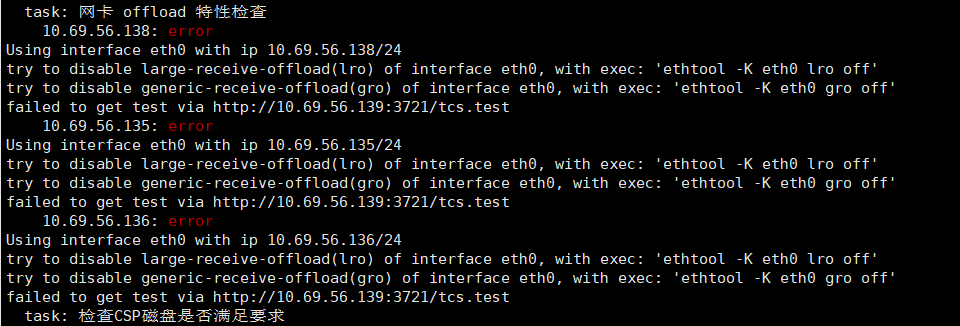 task: 网卡 offload 特性检查
10.69.56.138: error
Using interface eth0 with ip 10.69.56.138/24
try to disable large-receive-offload(lro) of interface eth0, with exec: 'ethtool -K eth0 lro off'
try to disable generic-receive-offload(gro) of interface eth0, with exec: 'ethtool -K eth0 gro off'
failed to get test via http://10.69.56.139:3721/tcs.test
10.69.56.135: error
Using interface eth0 with ip 10.69.56.135/24
try to disable large-receive-offload(lro) of interface eth0, with exec: 'ethtool -K eth0 lro off'
try to disable generic-receive-offload(gro) of interface eth0, with exec: 'ethtool -K eth0 gro off'
failed to get test via http://10.69.56.139:3721/tcs.test
10.69.56.136: error
Using interface eth0 with ip 10.69.56.136/24
try to disable large-receive-offload(lro) of interface eth0, with exec: 'ethtool -K eth0 lro off'
try to disable generic-receive-offload(gro) of interface eth0, with exec: 'ethtool -K eth0 gro off'
failed to get test via http://10.69.56.139:3721/tcs.test
task: 检查CSP磁盘是否满足要求